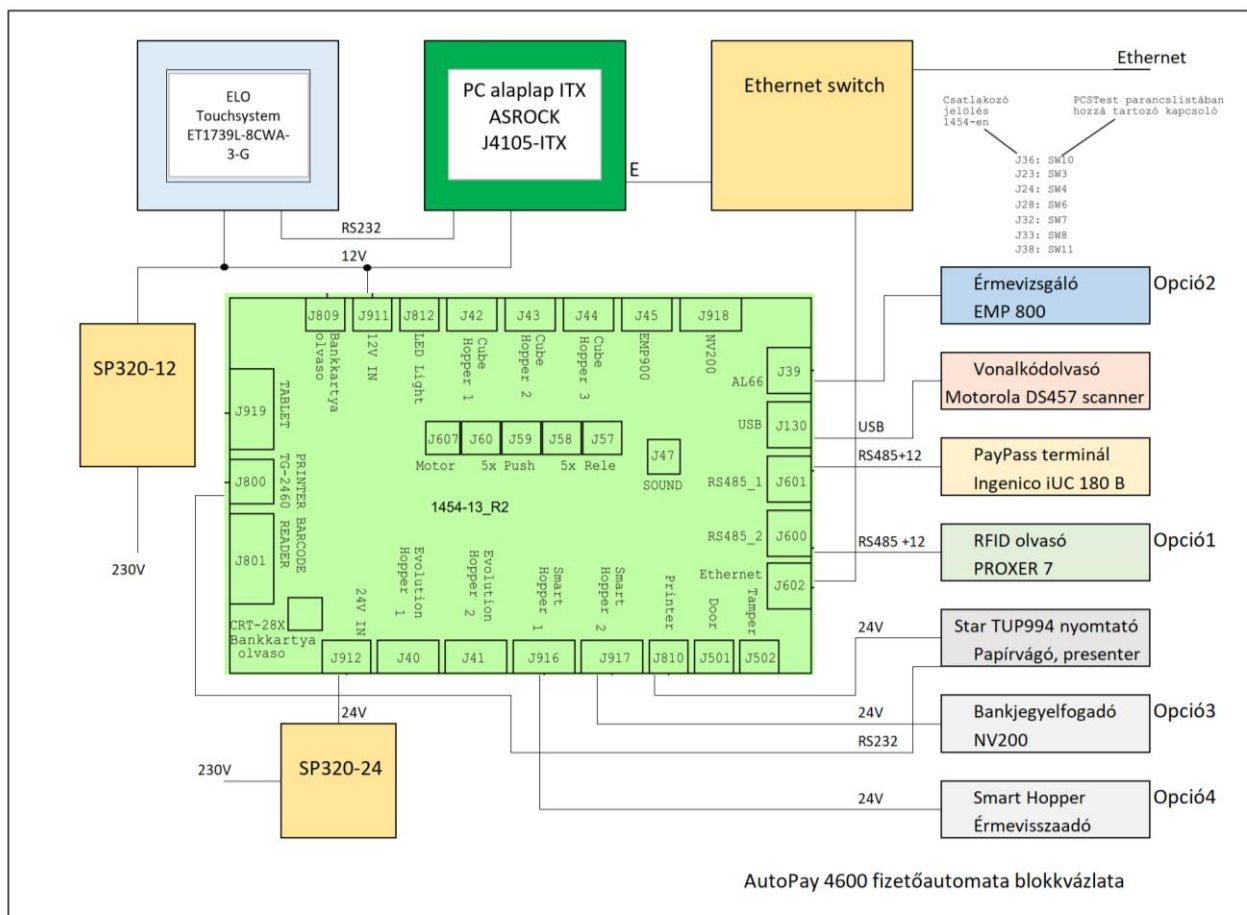 ELO
Touchsystem
ET1739L-8CWA-
3-G
PC alaplap ITX
ASROCK
J4105-ITX
Ethernet switch
Ethernet
Csatlakozó
jelölés
1454-en
PCSTest parancslistában
hozzá tartozó kapcsoló
J36: SW10
J23: SW3
J24: SW4
J28: SW6
J32: SW7
J33: SW8
J38: SW11
E
RS232
12V
SP320-12
230V
J809
Bankkartya
olvaso
J911
12V IN
J812
LED Light
J42
Cube
Hopper 1
J43
Cube
Hopper 2
J44
Cube
Hopper 3
J45
EMP900
J918
NV200
J39
AL66
J130
USB
J601
RS485_1
J600
RS485_2
J602
Ethernet
J919
TABLET
J800
PRINTER BARCODE
TG-2460 READER
J801
CRT-28X
Bankkartya
olvaso
J607
J60
J59
J58
J57
Motor
5x Push
5x Rele
J47
SOUND
1454-13_R2
24V IN
J912
Evolution
Hopper 1
J40
Evolution
Hopper 2
J41
Smart
Hopper 1
J916
Smart
Hopper 2
J917
Printer
J810
Door
J501
Tamper
J502
24V
SP320-24
230V
Érmevizsgáló
EMP 800
Opció2
USB
Vonalkódolvasó
Motorola DS457 scanner
RS485+12
PayPass terminál
Ingenico iUC 180 B
RS485 +12
RFID olvasó
PROXER 7
Opció1
24V
Star TUP994 nyomtató
Papírvágó, presenter
24V
RS232
Bankjegyelfogadó
NV200
Opció3
24V
Smart Hopper
Érmevisszaadó
Opció4
AutoPay 4600 fizetőautomata blokkvázlata